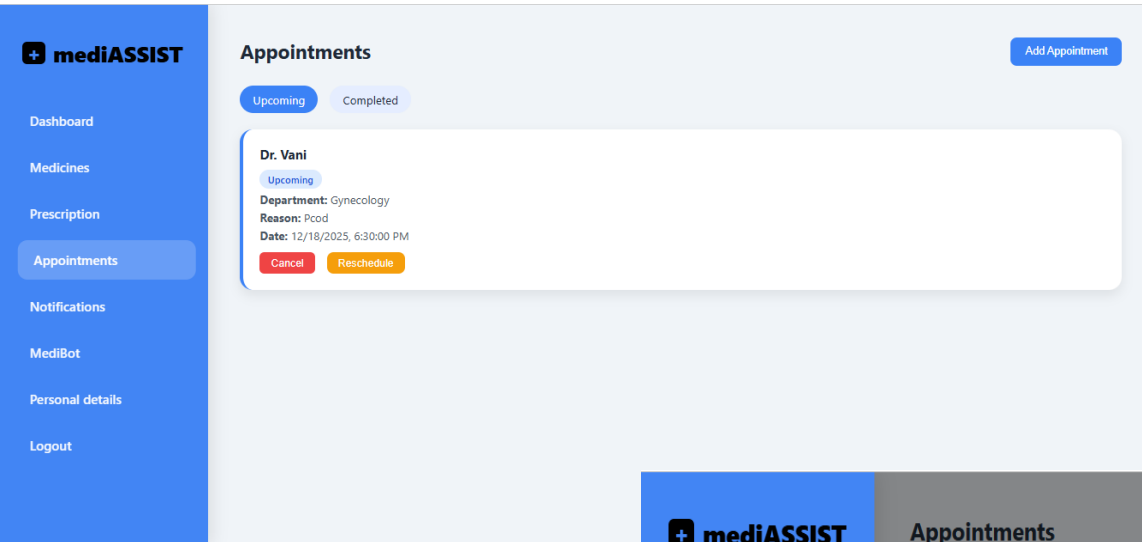 mediASSIST
Dashboard
Medicines
Prescription
Appointments
Notifications
MediBot
Personal details
Logout
Appointments
Add Appointment
Upcoming
Completed
Dr. Vani
Upcoming
Department: Gynecology
Reason: Pcod
Date: 12/18/2025, 6:30:00 PM
Cancel
Reschedule
mediASSIST
Appointments